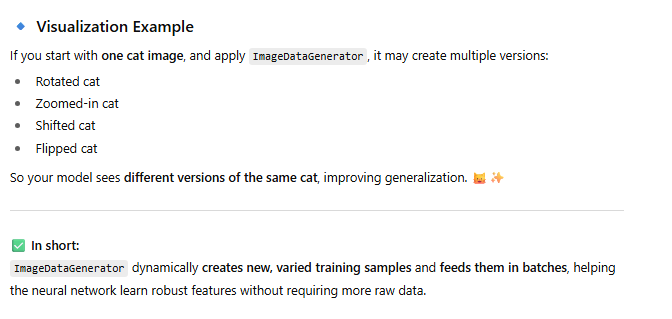 🔹 Visualization Example
If you start with one cat image, and apply ImageDataGenerator, it may create multiple versions:
• Rotated cat
• Zoomed-in cat
• Shifted cat
• Flipped cat
So your model sees different versions of the same cat, improving generalization. 🐱 ✨
✅ In short:
ImageDataGenerator dynamically creates new, varied training samples and feeds them in batches, helping
the neural network learn robust features without requiring more raw data.